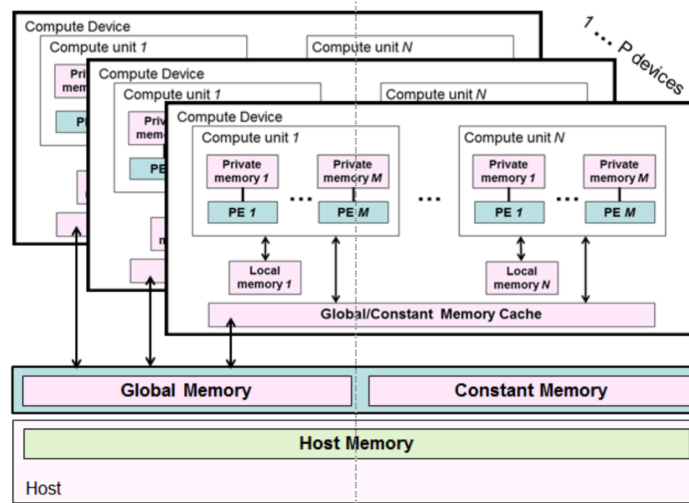 Compute Device
Compute unit 1
Compute unit N
1 ... P devices
Compute Device
Compute unit 1
Compute unit N
Compute Device
Compute unit 1
Compute unit N
Private memory 1
Private memory M
Private memory 1
Private memory M
...
...
...
PE 1
PE M
PE 1
PE M
Local memory 1
Local memory N
Global/Constant Memory Cache
Global Memory
Constant Memory
Host Memory
Host